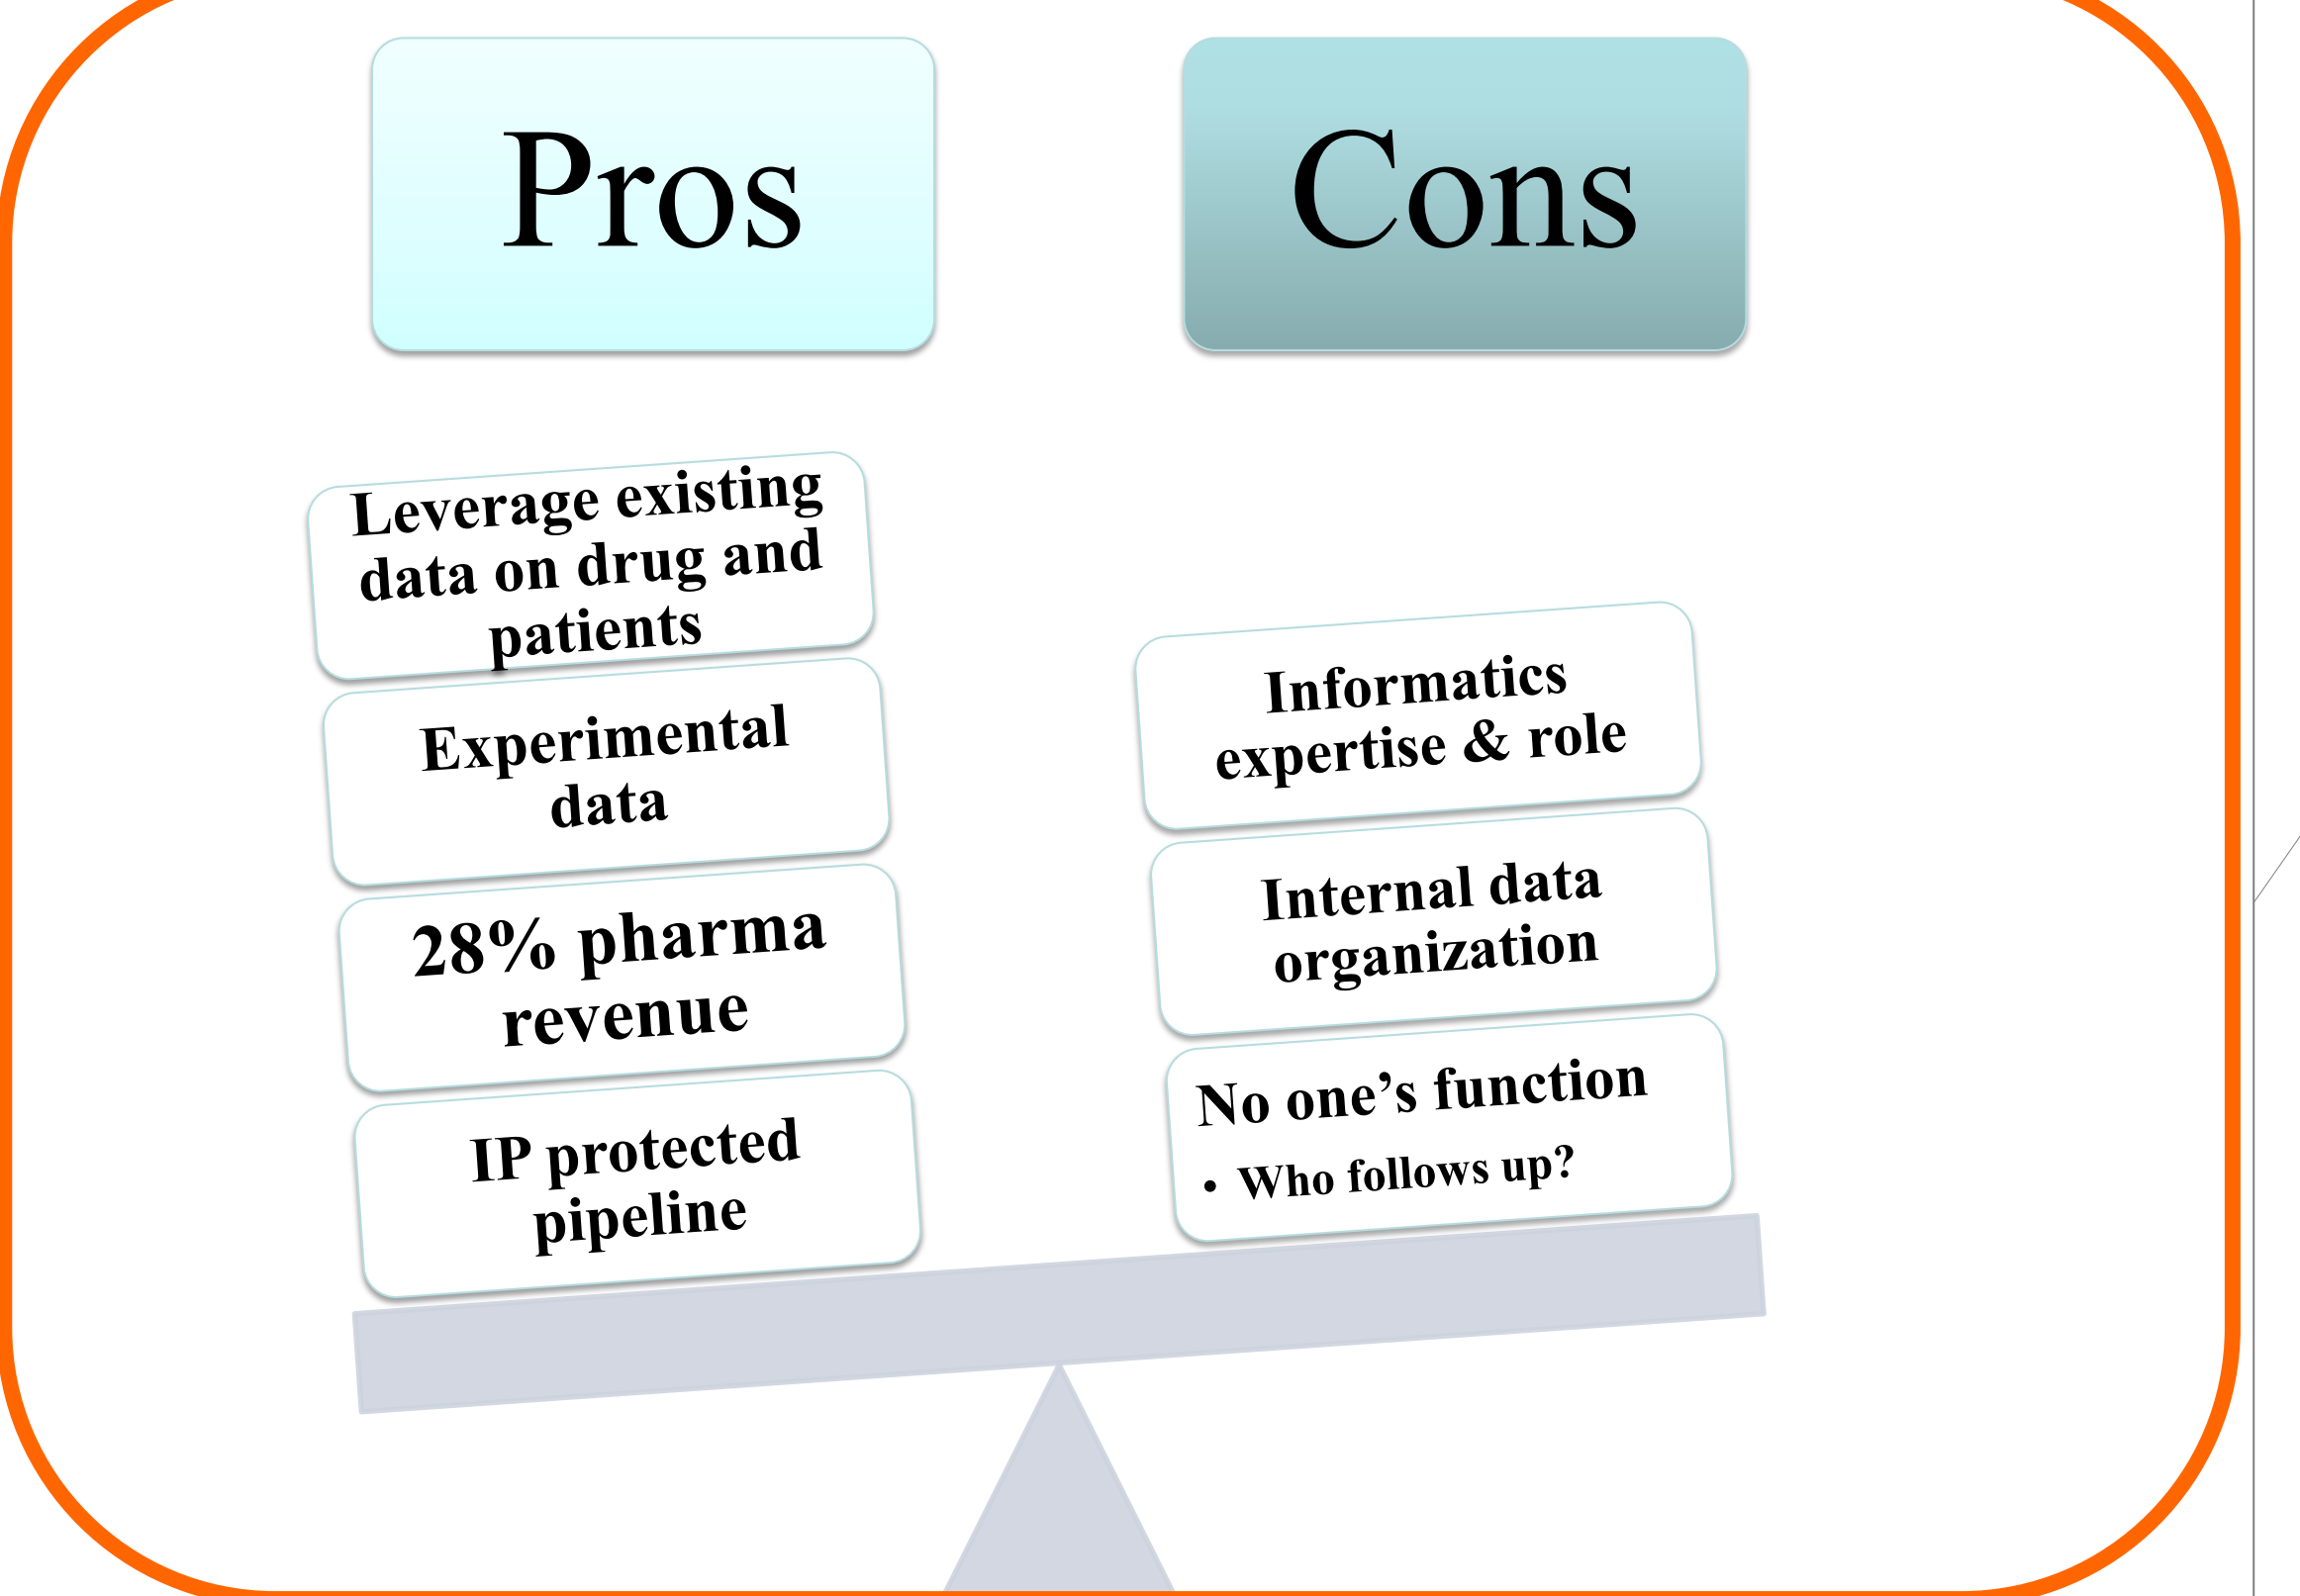 Pros
Cons
Leverage existing
data on drug and
patients
Experimental
data
28% pharma
revenue
IP protected
pipeline
Informatics
expertise & role
Internal data
organization
No one’s function
• Who follows up?